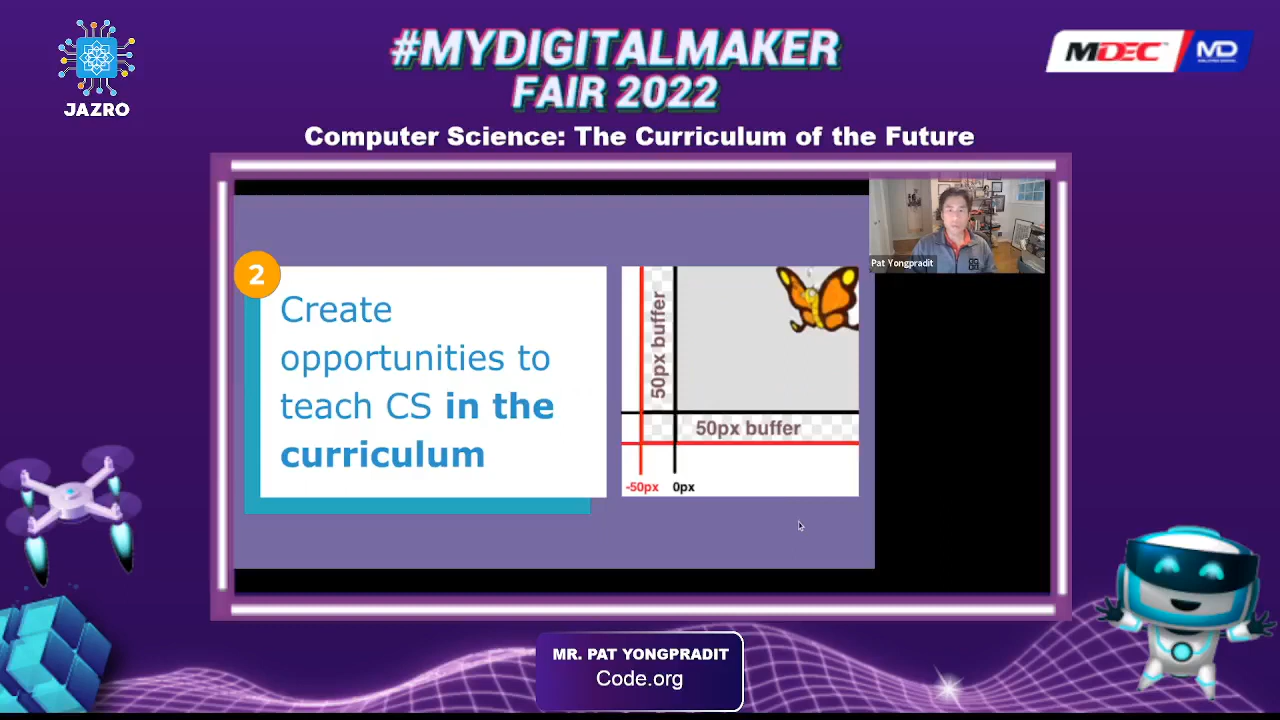 JAZRO
#MYDIGITALMAKER
FAIR 2022
MDEC
MD
Computer Science: The Curriculum of the Future
Pat Yongpradit
2
Create
opportunities to
teach CS in the
curriculum
50px buffer
50px buffer
-50px 0px
MR. PAT YONGPRADIT
Code.org